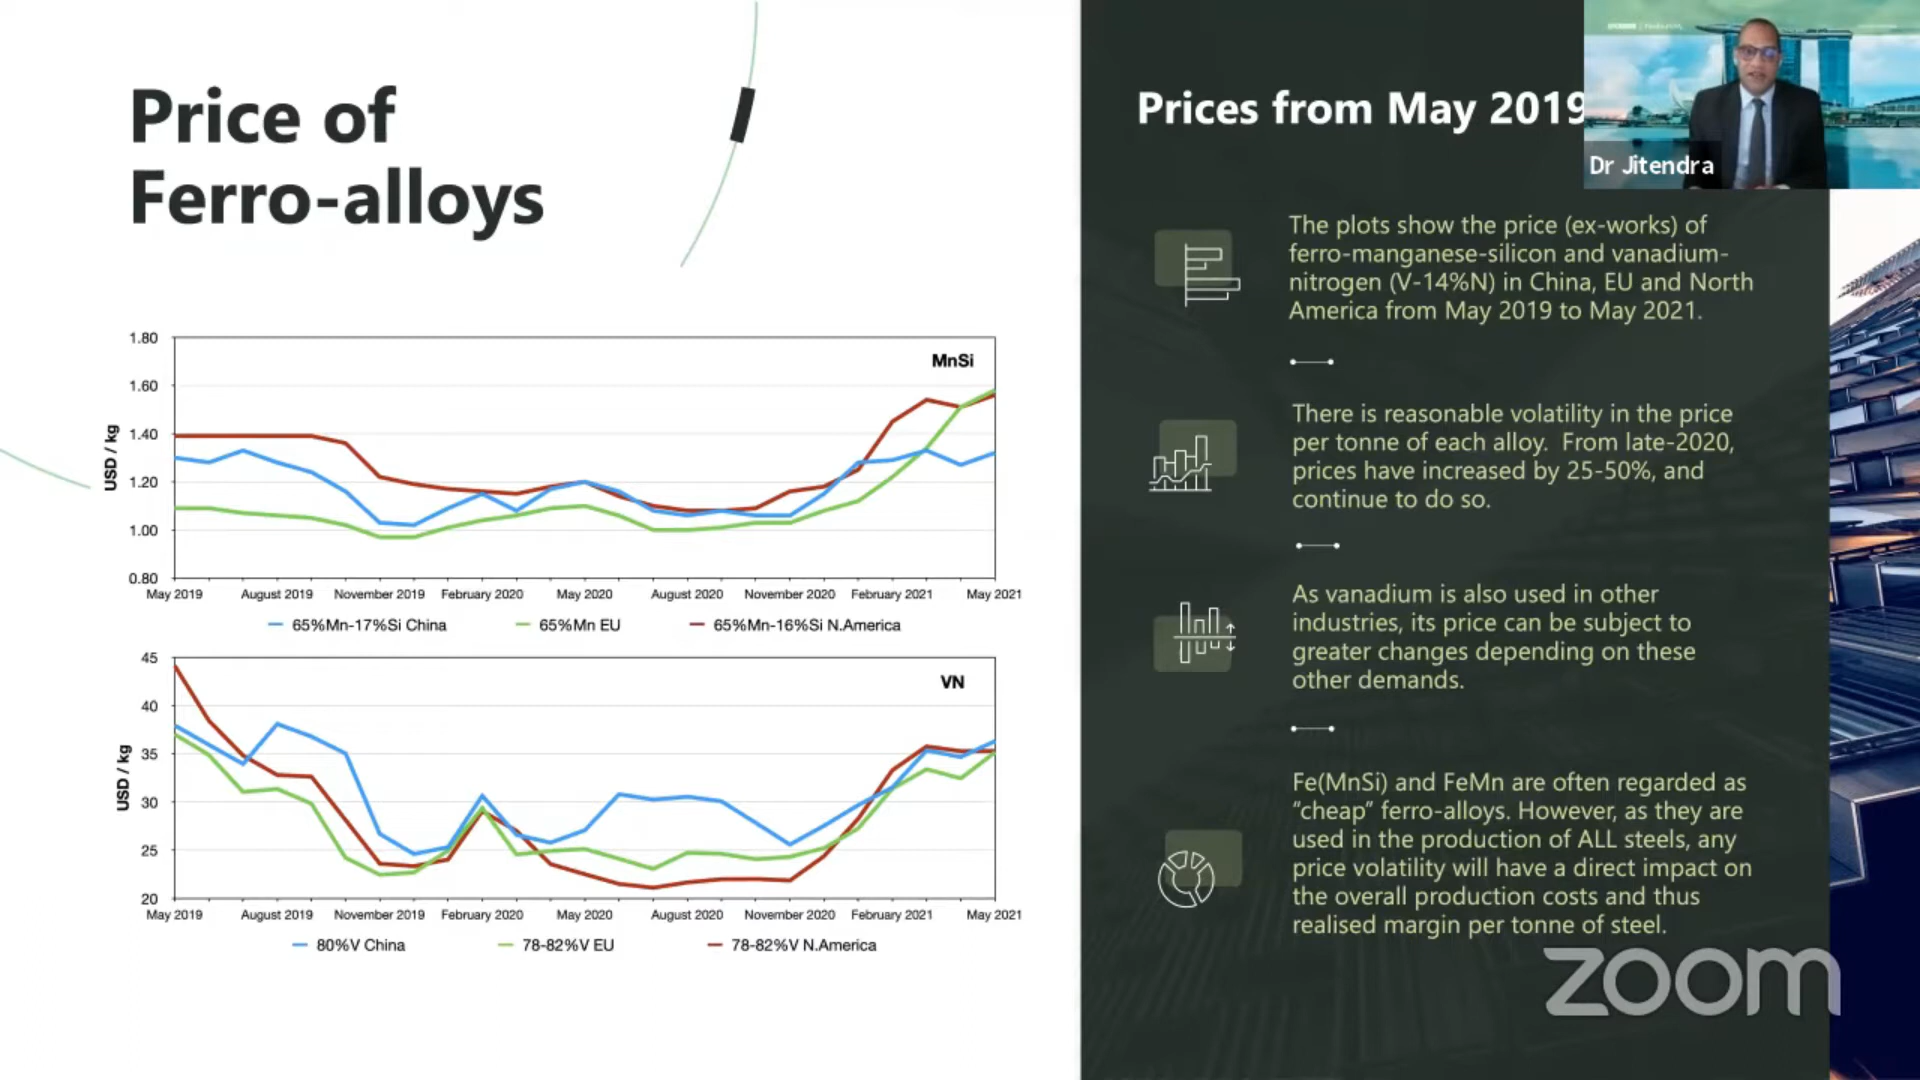 Price of
Ferro-alloys
1.80
1.60
1.40
1.20
1.00
0.80
USD / kg
MnSi
May 2019 August 2019 November 2019 February 2020 May 2020 August 2020 November 2020 February 2021 May 2021
65%Mn-17%Si China 65%Mn EU 65%Mn-16%Si N.America
45
40
35
30
25
20
USD / kg
VN
May 2019 August 2019 November 2019 February 2020 May 2020 August 2020 November 2020 February 2021 May 2021
80%V China 78-82%V EU 78-82%V N.America
Prices from May 2019
Dr Jitendra
The plots show the price (ex-works) of
ferro-manganese-silicon and vanadium-
nitrogen (V-14%N) in China, EU and North
America from May 2019 to May 2021.
There is reasonable volatility in the price
per tonne of each alloy. From late-2020,
prices have increased by 25-50%, and
continue to do so.
As vanadium is also used in other
industries, its price can be subject to
greater changes depending on these
other demands.
Fe(MnSi) and FeMn are often regarded as
“cheap” ferro-alloys. However, as they are
used in the production of ALL steels, any
price volatility will have a direct impact on
the overall production costs and thus
realised margin per tonne of steel.
zoom